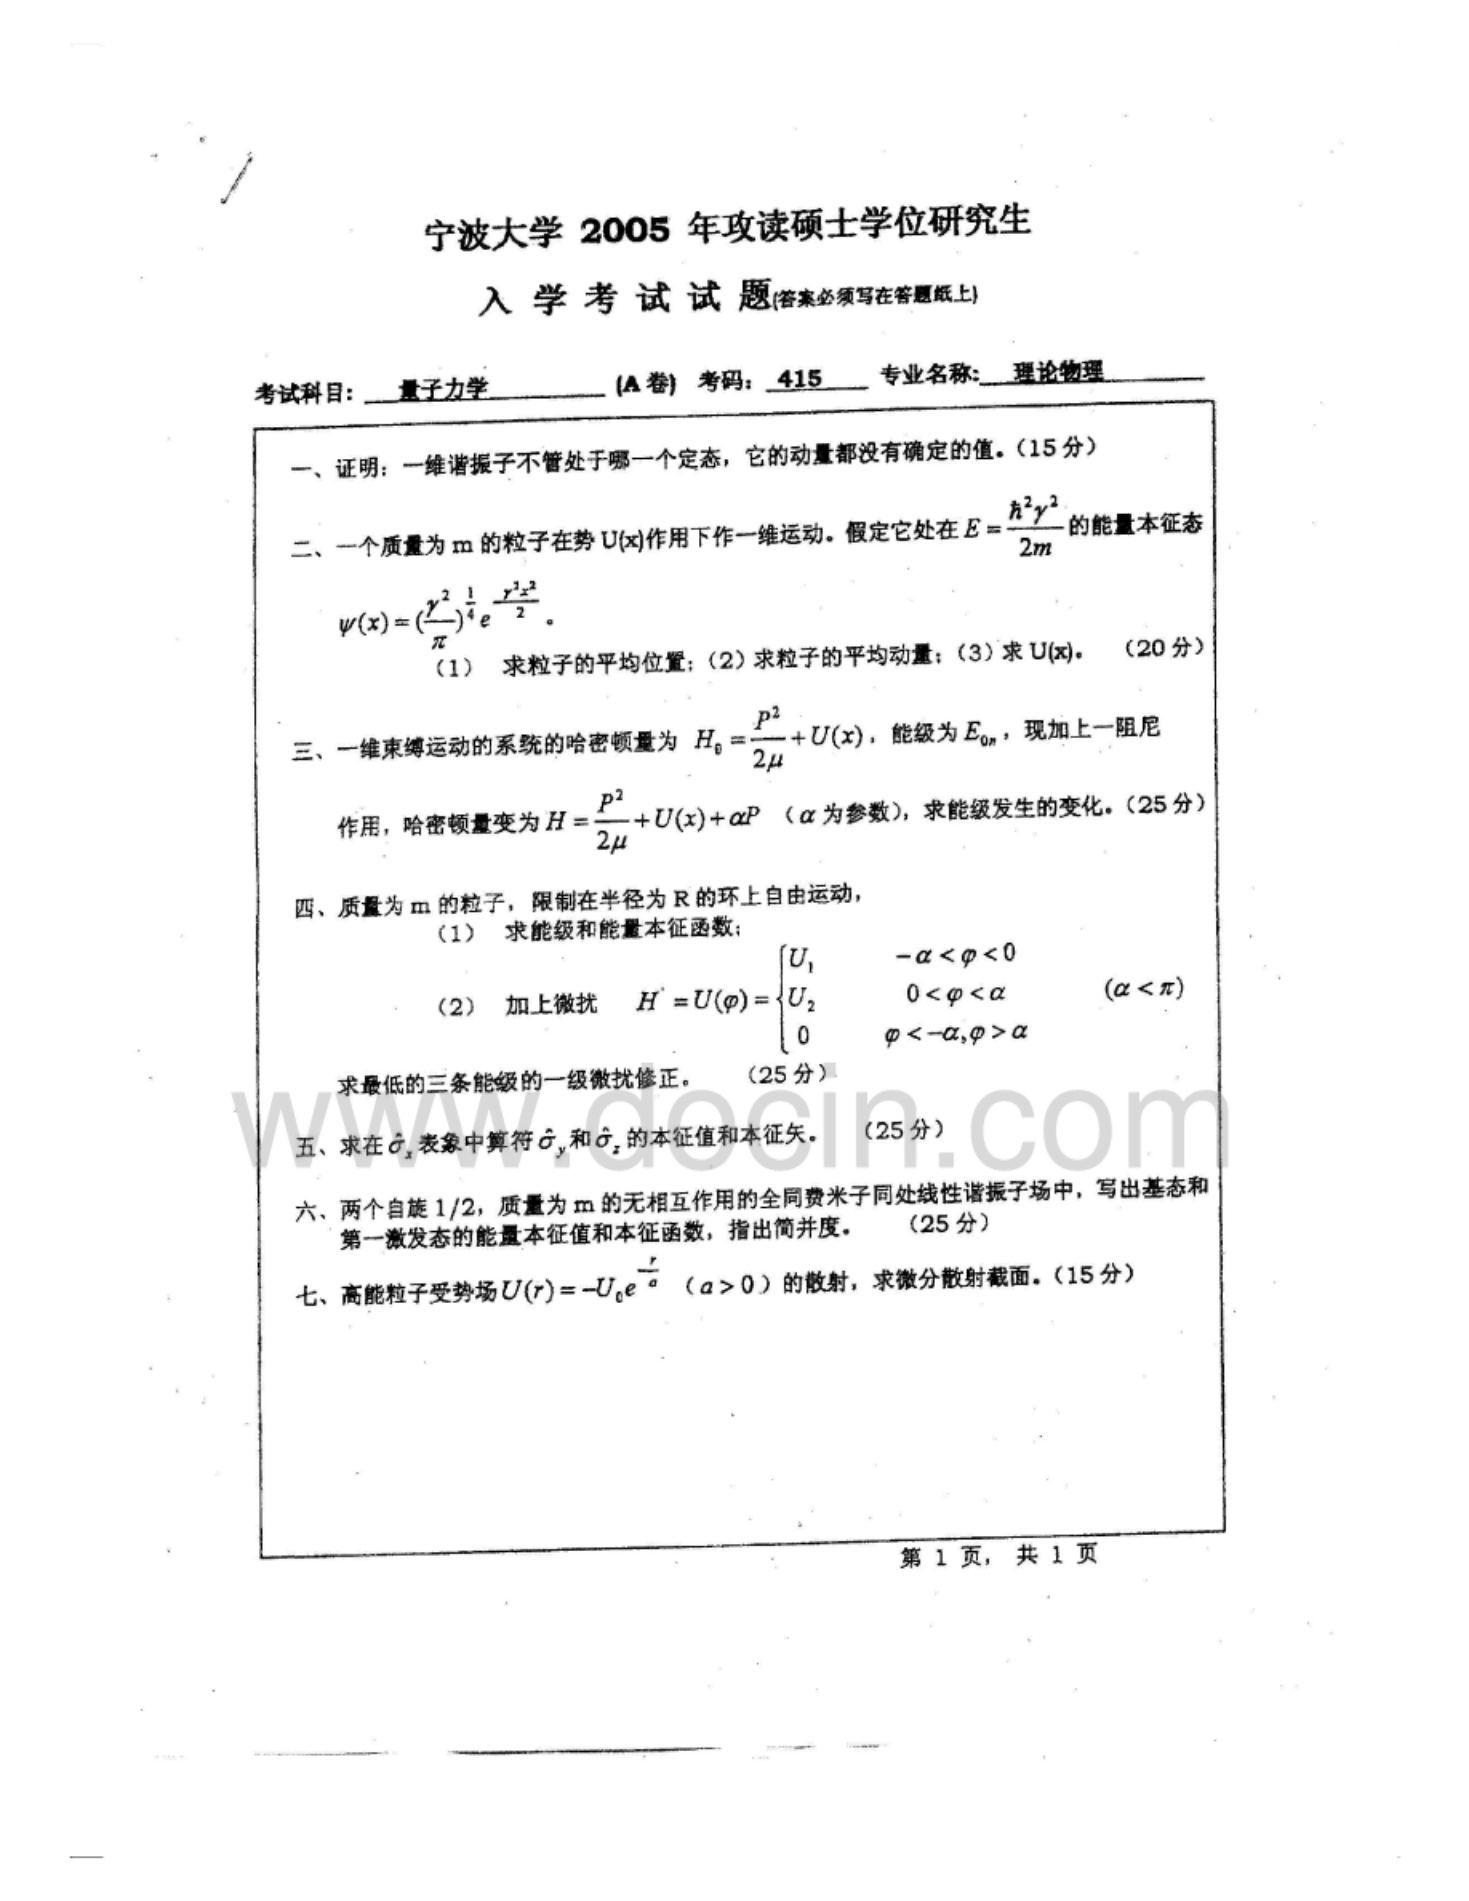 宁波大学 2005 年攻读硕士学位研究生
入 学 考 试 试 题(答案必须写在答题纸上)
考试科目: 量子力学 (A 卷) 考码: 415 专业名称: 理论物理
一、证明: 一维谐振子不管处于哪一个定态，它的动量都没有确定的值。(15 分)
二、一个质量为 m 的粒子在势 U(x)作用下作一维运动。假定它处在 E = ħ²γ²/2m 的能量本征态
ψ(x) = (γ²/π)^(1/4) e^(−γ²x²/2) 。
(1) 求粒子的平均位置; (2) 求粒子的平均动量; (3) 求 U(x)。 (20 分)
三、一维束缚运动的系统的哈密顿量为 H₀ = P²/2μ + U(x)，能级为 E₀ₙ，现加上一阻尼
作用，哈密顿量变为 H = P²/2μ + U(x) + αP (α 为参数)，求能级发生的变化。(25 分)
四、质量为 m 的粒子，限制在半径为 R 的环上自由运动，
(1) 求能级和能量本征函数;
(2) 加上微扰 H' = U(φ) = { U₁ −α < φ < 0
U₂ 0 < φ < α (α < π)
0 φ < −α, φ > α
求最低的三条能级的一级微扰修正。 (25 分)
五、求在 σ̂ₓ 表象中算符 σ̂_y 和 σ̂_z 的本征值和本征矢。 (25 分)
六、两个自旋 1/2，质量为 m 的无相互作用的全同费米子同处线性谐振子场中，写出基态和
第一激发态的能量本征值和本征函数，指出简并度。 (25 分)
七、高能粒子受势场 U(r) = −U₀e^(−r/a) (a > 0) 的散射，求微分散射截面。(15 分)
第 1 页， 共 1 页
www.docin.com